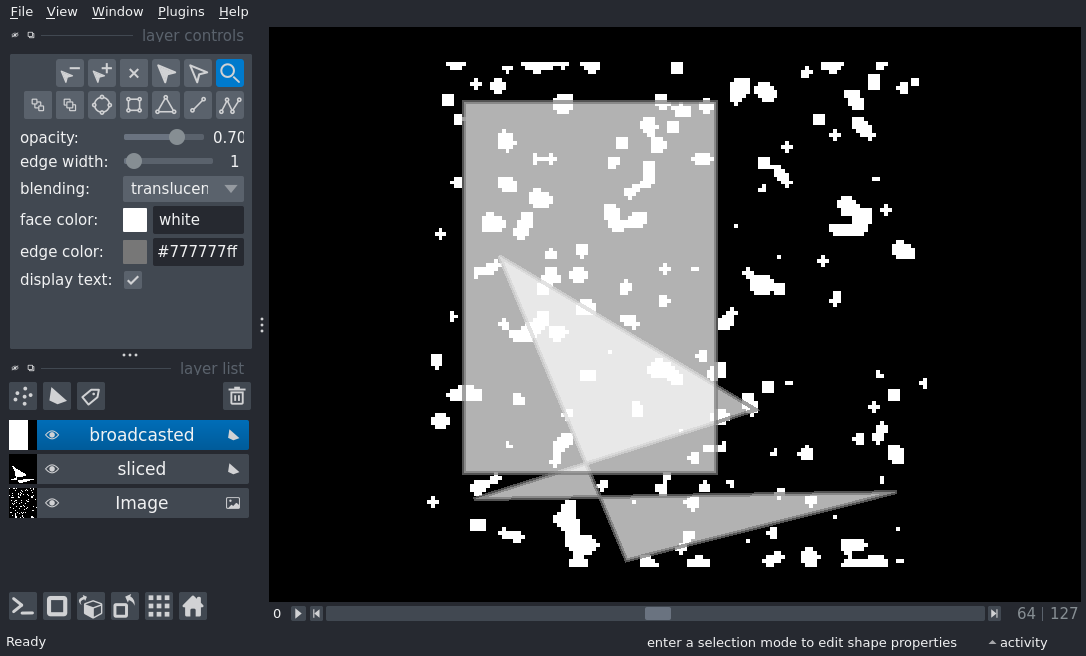 File View Window Plugins Help
layer controls
opacity: 0.70
edge width: 1
blending: translucen
face color: white
edge color: #777777ff
display text:
layer list
broadcasted
sliced
Image
0 64 | 127
Ready enter a selection mode to edit shape properties activity